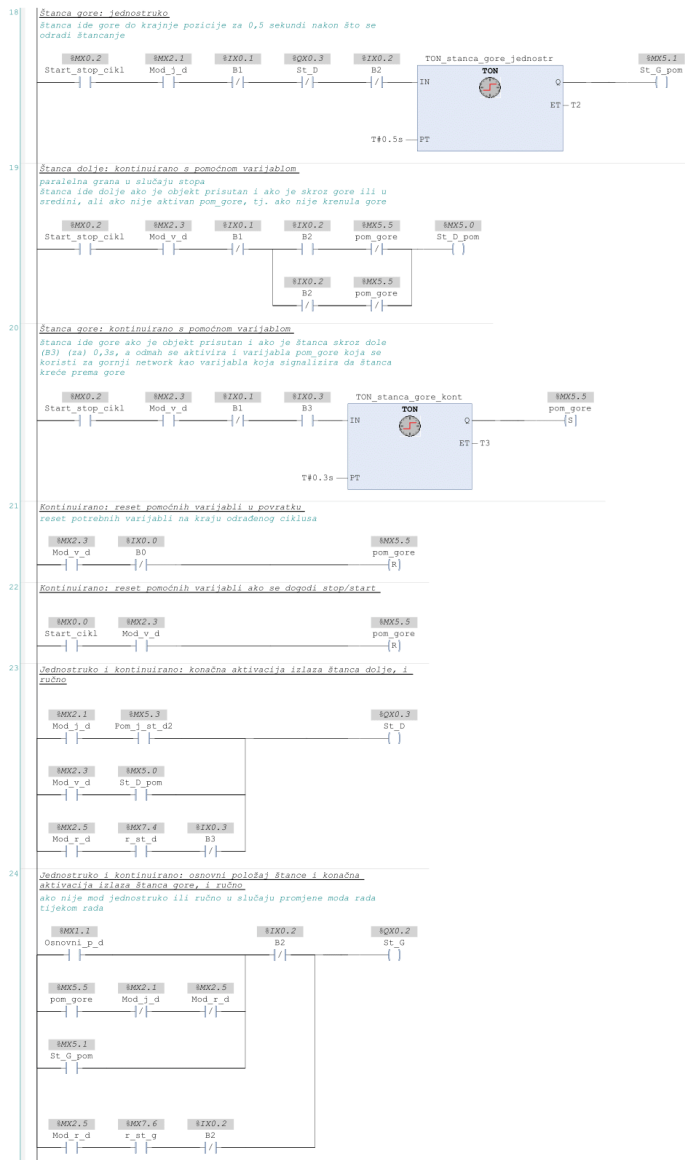 18
Štanca gore: jednostruko
Štanca ide gore do krajnje pozicije za 0,5 sekundi nakon što se
odradi štancanje
%MX0.2 %MX2.1 %IX0.1 %QX0.3 %IX0.2 TON_stanca_gore_jednostr %MX5.1
Start_stop_cikl Mod_j_d B1 St_D B2 TON St_G_pom
IN Q
ET T2
T#0.5s PT
19
Štanca dolje: kontinuirano s pomoćnom varijablom
paralelna grana u slučaju stopa
Štanca ide dolje ako je objekt prisutan i ako je skroz gore ili u
sredini, ali ako nije aktivan pom_gore, tj. ako nije krenula gore
%MX0.2 %MX2.3 %IX0.1 %IX0.2 %MX5.5 %MX5.0
Start_stop_cikl Mod_v_d B1 B2 pom_gore St_D_pom
%IX0.2 %MX5.5
B2 pom_gore
20
Štanca gore: kontinuirano s pomoćnom varijablom
Štanca ide gore ako je objekt prisutan i ako je štanca skroz dole
(B3) (za) 0,3s, a odmah se aktivira i varijabla pom_gore koja se
koristi za gornji network kao varijabla koja signalizira da štanca
kreće prema gore
%MX0.2 %MX2.3 %IX0.1 %IX0.3 TON_stanca_gore_kont %MX5.5
Start_stop_cikl Mod_v_d B1 B3 TON pom_gore
IN Q S
ET T3
T#0.3s PT
21
Kontinuirano: reset pomoćnih varijabli u povratku
reset potrebnih varijabli na kraju odrađenog ciklusa
%MX2.3 %IX0.0 %MX5.5
Mod_v_d B0 pom_gore
R
22
Kontinuirano: reset pomoćnih varijabli ako se dogodi stop/start
%MX0.0 %MX2.3 %MX5.5
Start_cikl Mod_v_d pom_gore
R
23
Jednostruko i kontinuirano: konačna aktivacija izlaza štanca dolje, i
ručno
%MX2.1 %MX5.3 %QX0.3
Mod_j_d Pom_j_st_d2 St_D
%MX2.3 %MX5.0
Mod_v_d St_D_pom
%MX2.5 %MX7.4 %IX0.3
Mod_r_d r_st_d B3
24
Jednostruko i kontinuirano: osnovni položaj štance i konačna
aktivacija izlaza štanca gore, i ručno
ako nije mod jednostruko ili ručno u slučaju promjene moda rada
tijekom rada
%MX1.1 %IX0.2 %QX0.2
Osnovni_p_d B2 St_G
%MX5.5 %MX2.1 %MX2.5
pom_gore Mod_j_d Mod_r_d
%MX5.1
St_G_pom
%MX2.5 %MX7.6 %IX0.2
Mod_r_d r_st_g B2